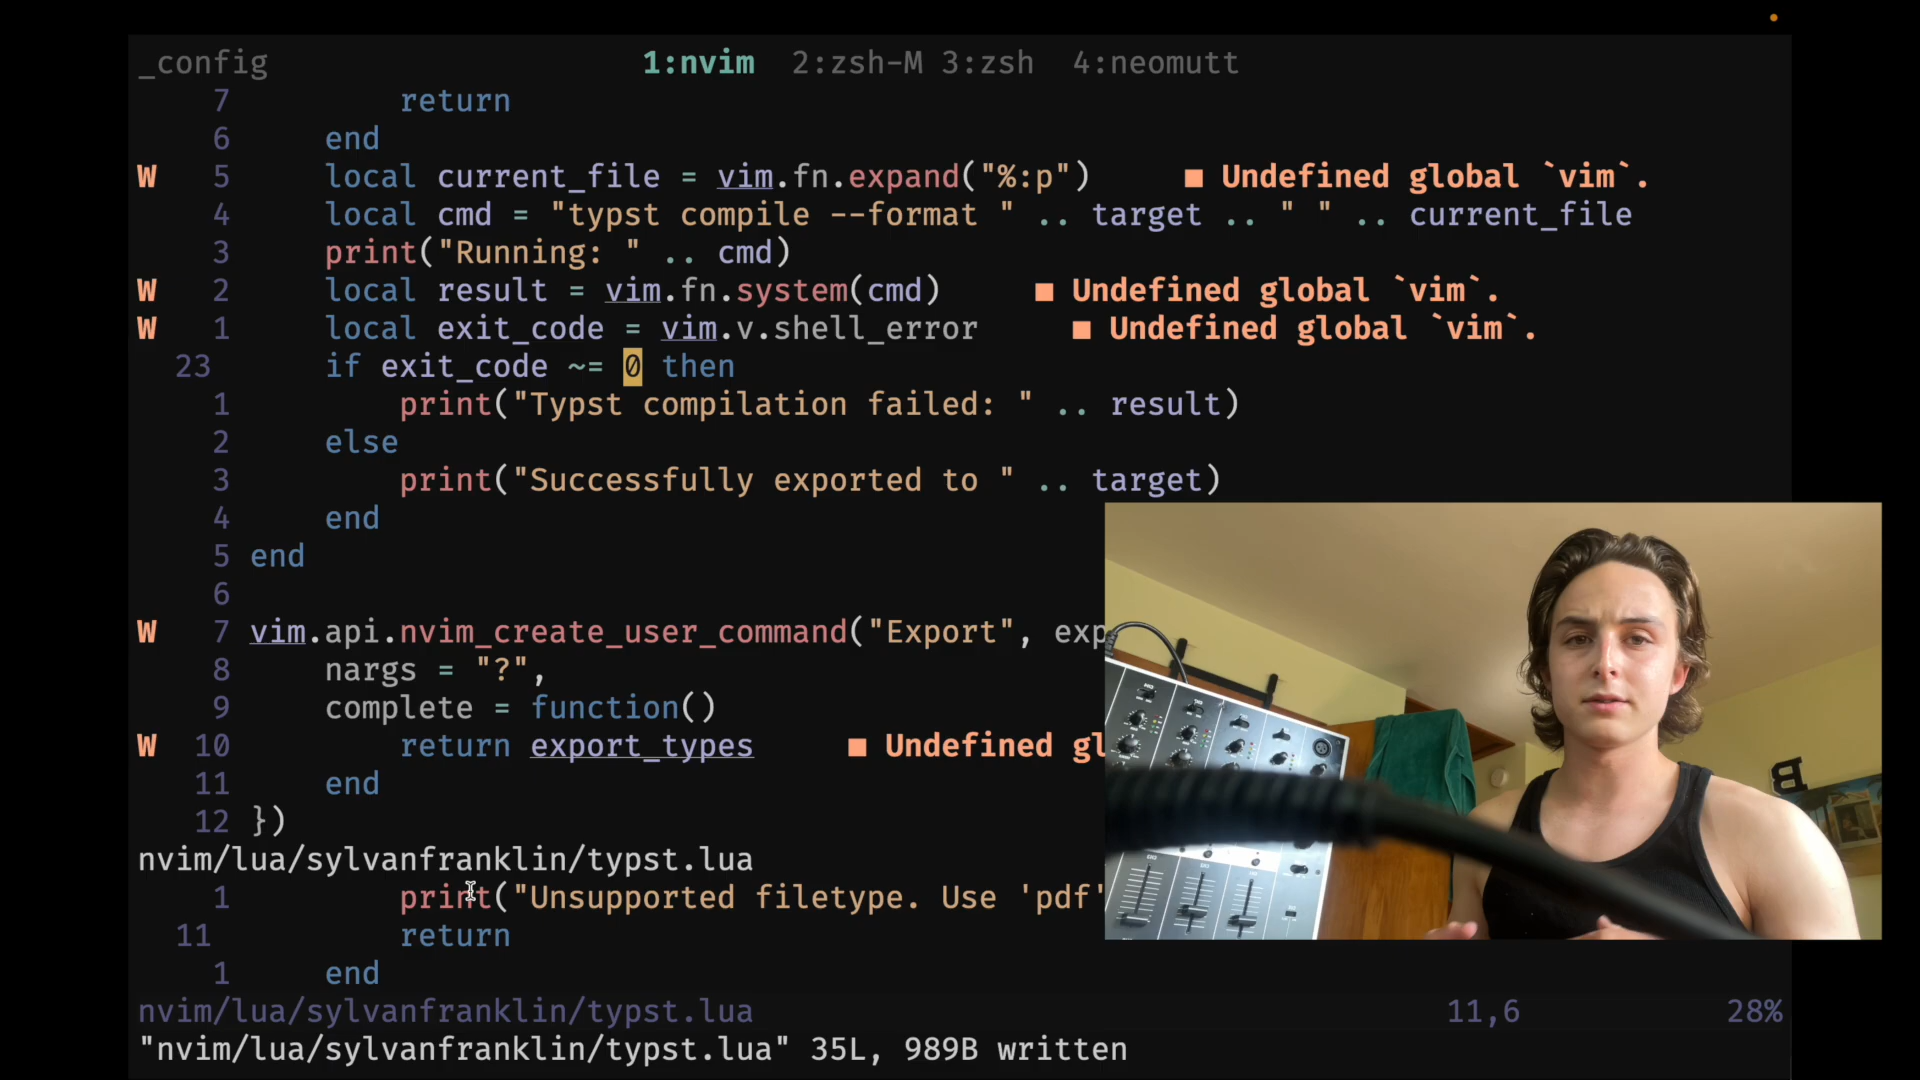 _config 1:nvim 2:zsh-M 3:zsh 4:neomutt
7 return
6 end
W 5 local current_file = vim.fn.expand("%:p") ■ Undefined global `vim`.
4 local cmd = "typst compile --format " .. target .. " " .. current_file
3 print("Running: " .. cmd)
W 2 local result = vim.fn.system(cmd) ■ Undefined global `vim`.
W 1 local exit_code = vim.v.shell_error ■ Undefined global `vim`.
23 if exit_code ~= 0 then
1 print("Typst compilation failed: " .. result)
2 else
3 print("Successfully exported to " .. target)
4 end
5 end
6
W 7 vim.api.nvim_create_user_command("Export", exp
8 nargs = "?",
9 complete = function()
W 10 return export_types ■ Undefined gl
11 end
12 })
nvim/lua/sylvanfranklin/typst.lua
1 print("Unsupported filetype. Use 'pdf'
11 return
1 end
nvim/lua/sylvanfranklin/typst.lua 11,6 28%
"nvim/lua/sylvanfranklin/typst.lua" 35L, 989B written